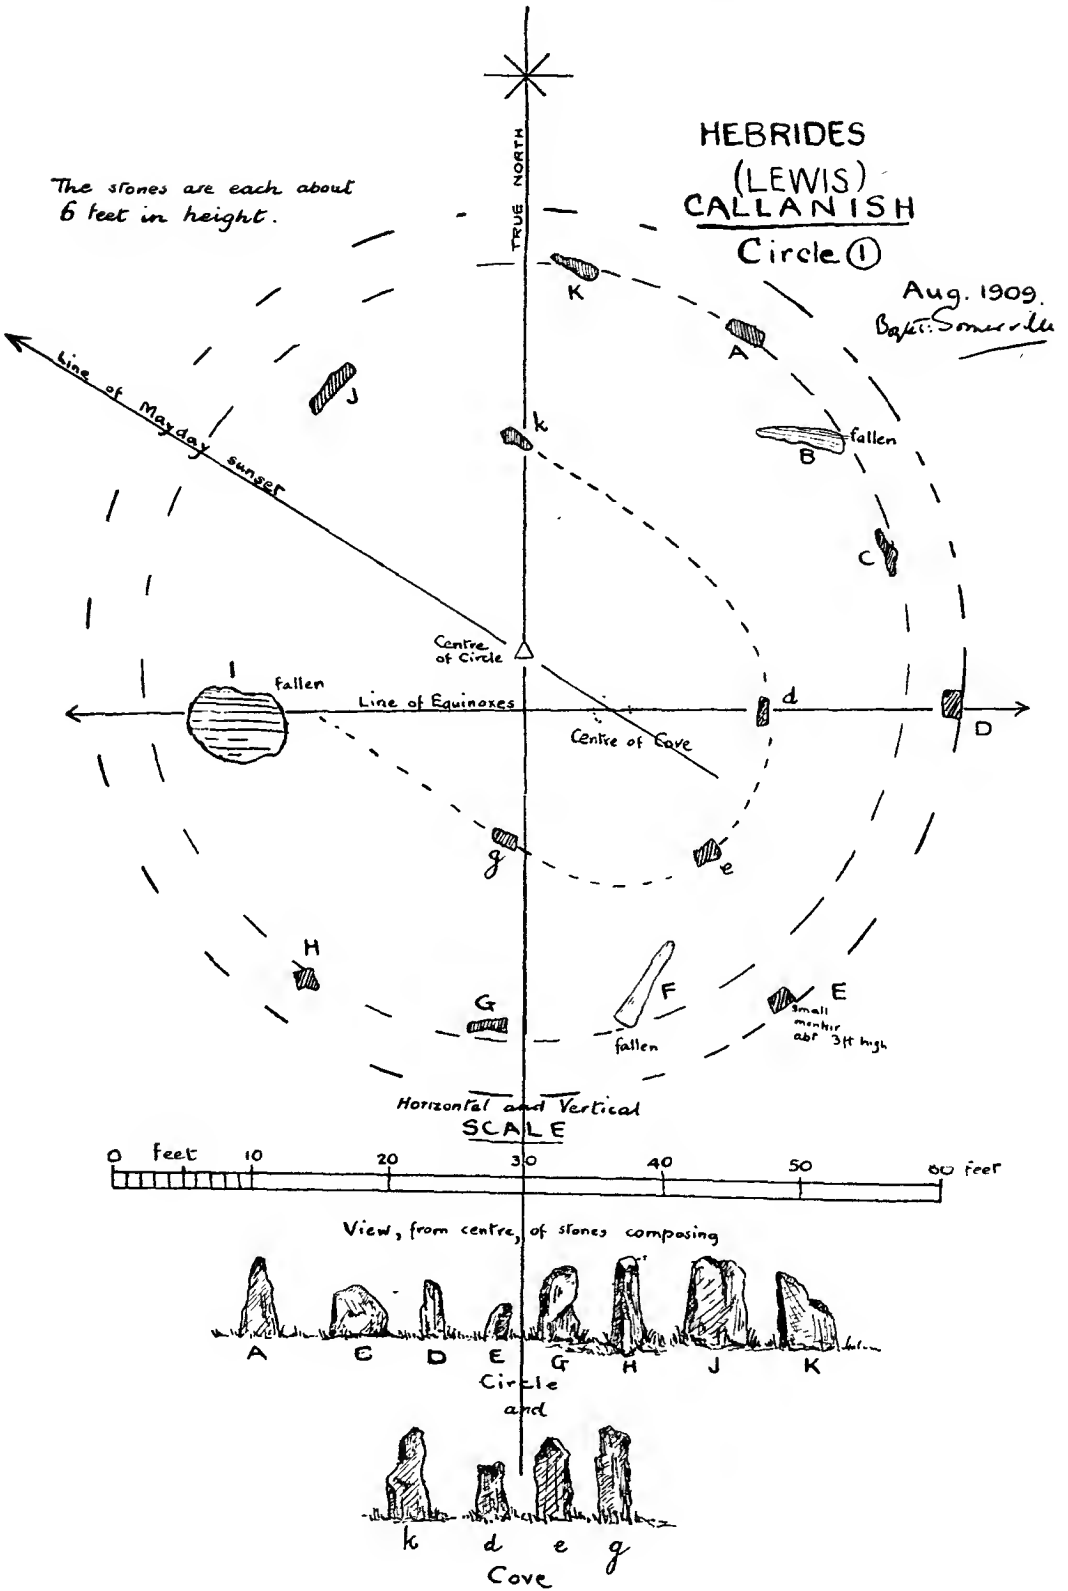 HEBRIDES
(LEWIS)
CALLANISH
Circle 1
Aug. 1909.
Somerville
The stones are each about
6 feet in height.
TRUE NORTH
K
A
J
k
B
fallen
C
Line of Mayday sunset
Centre
of Circle
I
fallen
Line of Equinoxes
d
D
Centre of Cove
g
e
H
G
F
fallen
E
small
menhir
abt 3ft high
Horizontal and Vertical
SCALE
0 feet 10 20 30 40 50 60 feet
View, from centre, of stones composing
A C D E G H J K
Circle
and
k d e g
Cove